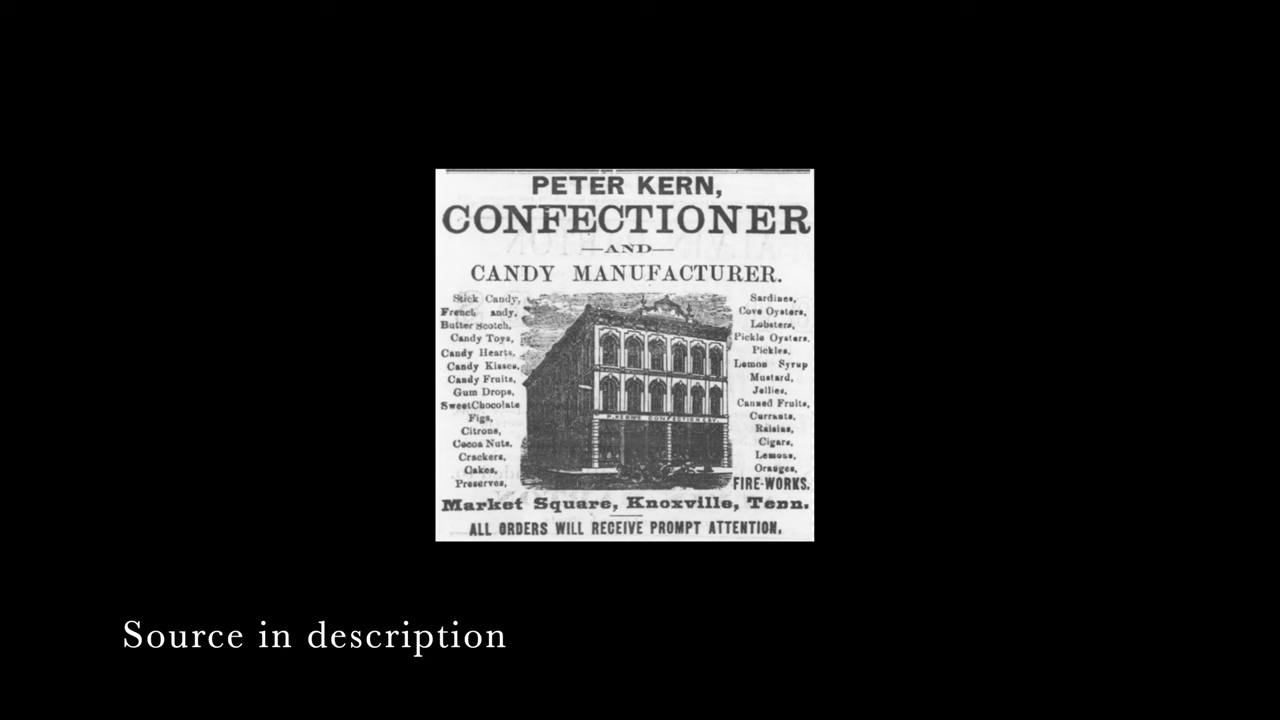 PETER KERN,
CONFECTIONER
—AND—
CANDY MANUFACTURER.
Stick Candy,
French andy,
Butter Scotch,
Candy Toys,
Candy Hearts,
Candy Kisses,
Candy Fruits,
Gum Drops,
SweetChocolate
Figs,
Citrons,
Cocoa Nuts,
Crackers,
Cakes,
Preserves,
P. KERN'S CONFECTIONERY.
Sardines,
Cove Oysters,
Lobsters,
Pickle Oysters,
Pickles,
Lemon Syrup
Mustard,
Jellies,
Canned Fruits,
Currants,
Raisins,
Cigars,
Lemons,
Oranges,
FIRE-WORKS.
Market Square, Knoxville, Tenn.
ALL ORDERS WILL RECEIVE PROMPT ATTENTION.
Source in description